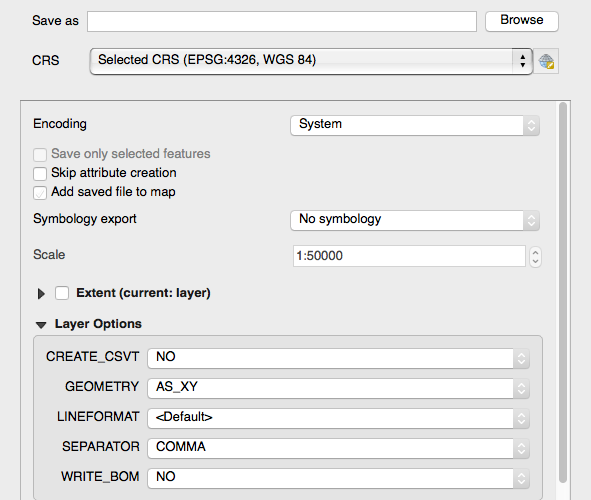 Save as
Browse
CRS
Selected CRS (EPSG:4326, WGS 84)
Encoding
System
Save only selected features
Skip attribute creation
Add saved file to map
Symbology export
No symbology
Scale
1:50000
Extent (current: layer)
Layer Options
CREATE_CSVT
NO
GEOMETRY
AS_XY
LINEFORMAT
<Default>
SEPARATOR
COMMA
WRITE_BOM
NO